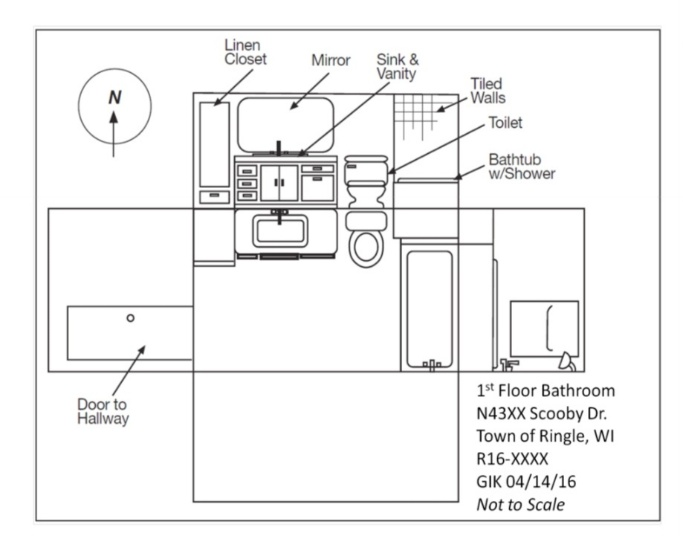 Linen
Closet
Mirror
Sink &
Vanity
Tiled
Walls
Toilet
Bathtub
w/Shower
N
Door to
Hallway
1st Floor Bathroom
N43XX Scooby Dr.
Town of Ringle, WI
R16-XXXX
GIK 04/14/16
Not to Scale